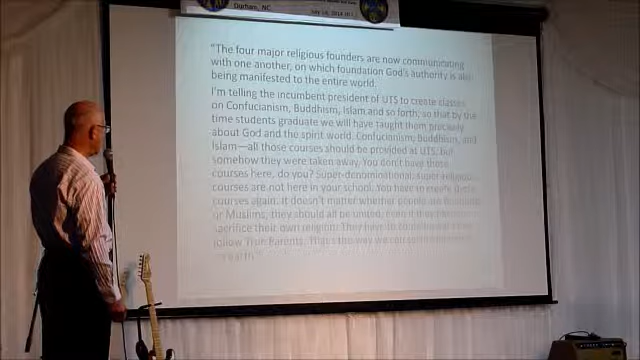 Durham, NC
July 14, 2014
"The four major religious founders are now communicating
with one another, on which foundation God's authority is
being manifested to the entire world.
I'm telling the incumbent president of UTS to create classes
on Confucianism, Buddhism, Islam and so forth, so that by the
time students graduate we will have taught them precisely
about God and the spirit world. Confucianism, Buddhism, and
Islam—all those courses should be provided at UTS, but
somehow they were taken away. You don't have those
courses here, do you? Super-denominational, super-religious
courses are not here in your school. You have to create those
courses again. It doesn't matter whether people are Buddhists
or Muslims, they should all be united, even if they have to
sacrifice their own religion. They have to
follow True Parents. That's the way we can